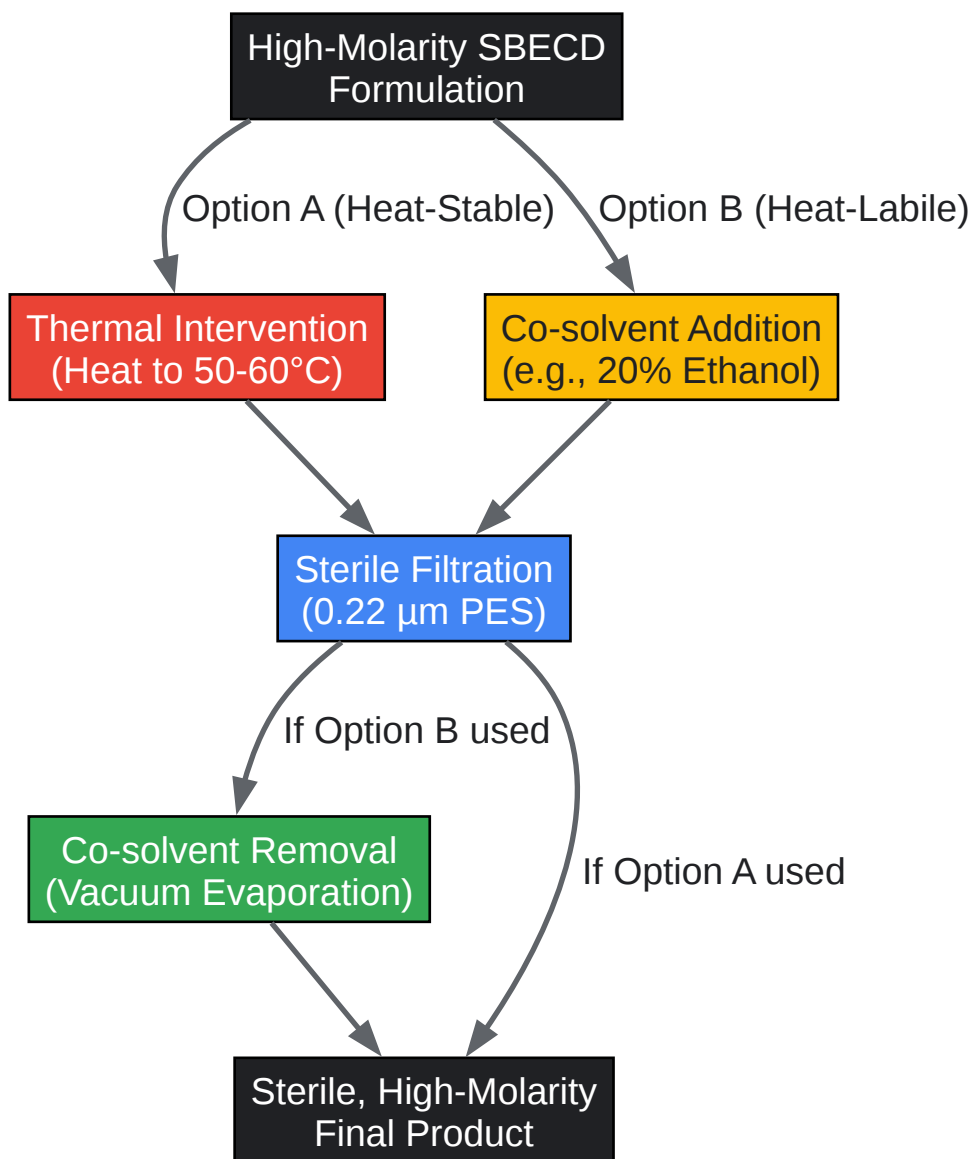 High-Molarity SBECD
Formulation
Option A (Heat-Stable)
Option B (Heat-Labile)
Thermal Intervention
(Heat to 50-60°C)
Co-solvent Addition
(e.g., 20% Ethanol)
Sterile Filtration
(0.22 µm PES)
If Option B used
Co-solvent Removal
(Vacuum Evaporation)
If Option A used
Sterile, High-Molarity
Final Product